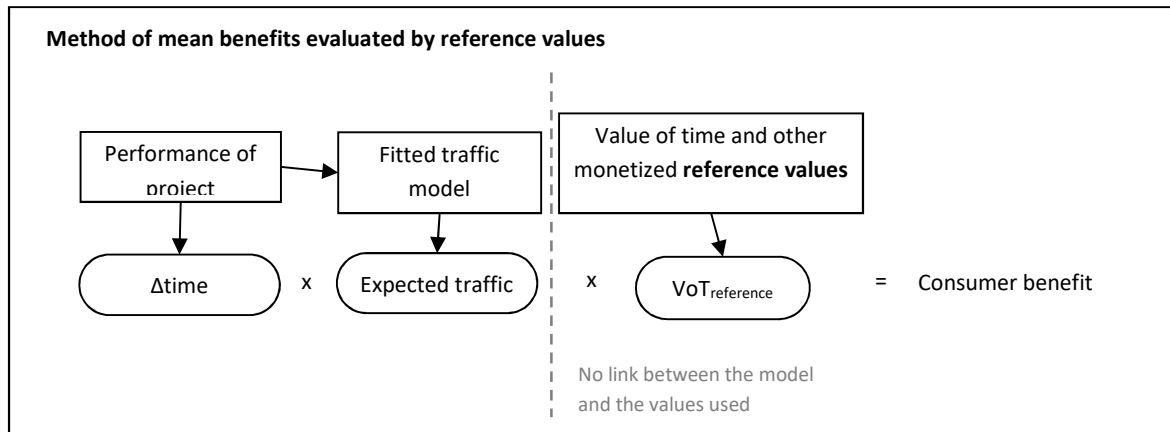 Method of mean benefits evaluated by reference values
Performance of
project
Fitted traffic
model
Value of time and other
monetized reference values
Δtime
x
Expected traffic
x
VoTreference
=
Consumer benefit
No link between the model
and the values used